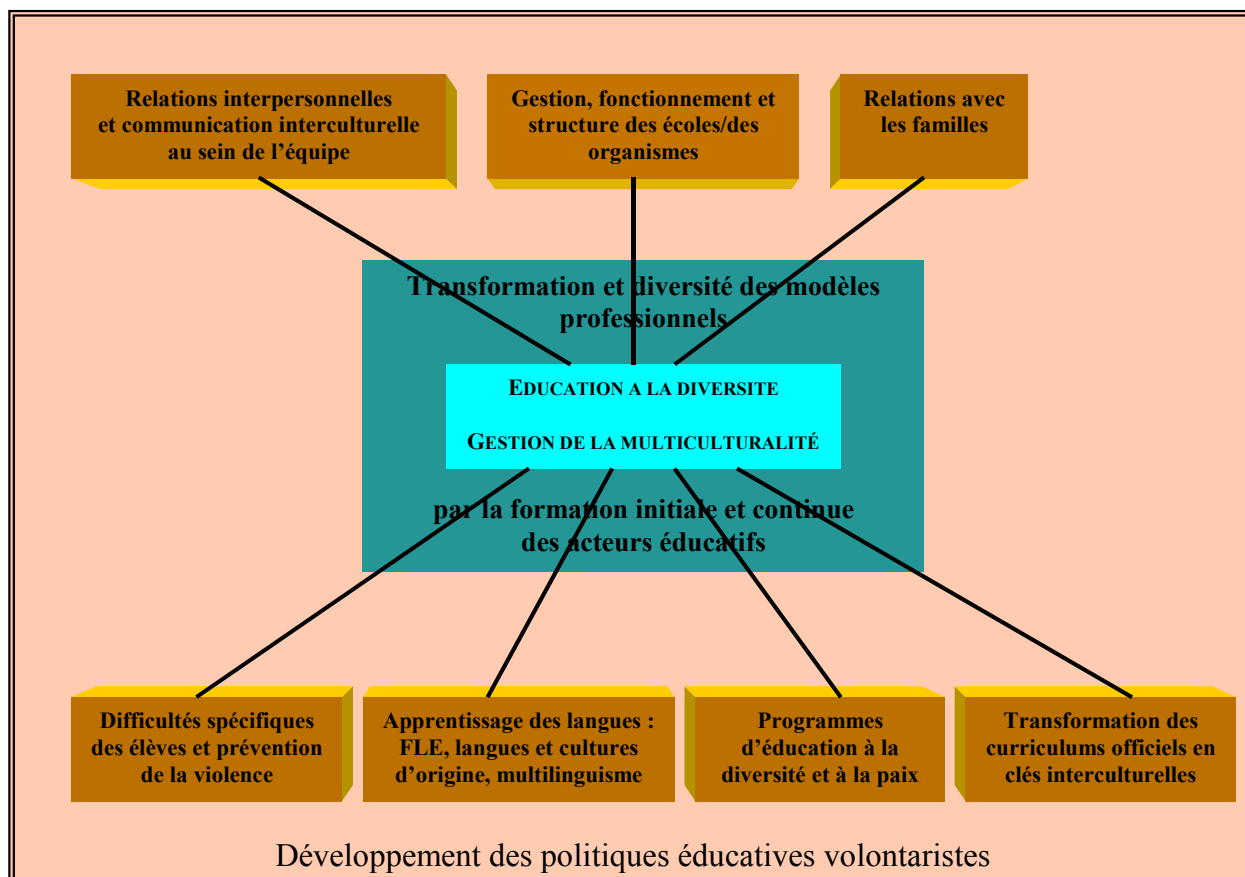 Relations interpersonnelles
et communication interculturelle
au sein de l’équipe
Gestion, fonctionnement et
structure des écoles/des
organismes
Relations avec
les familles
Transformation et diversité des modèles
professionnels
EDUCATION A LA DIVERSITE
GESTION DE LA MULTICULTURALITÉ
par la formation initiale et continue
des acteurs éducatifs
Difficultés spécifiques
des élèves et prévention
de la violence
Apprentissage des langues :
FLE, langues et cultures
d’origine, multilinguisme
Programmes
d’éducation à la
diversité et à la paix
Transformation des
curriculums officiels en
clés interculturelles
Développement des politiques éducatives volontaristes